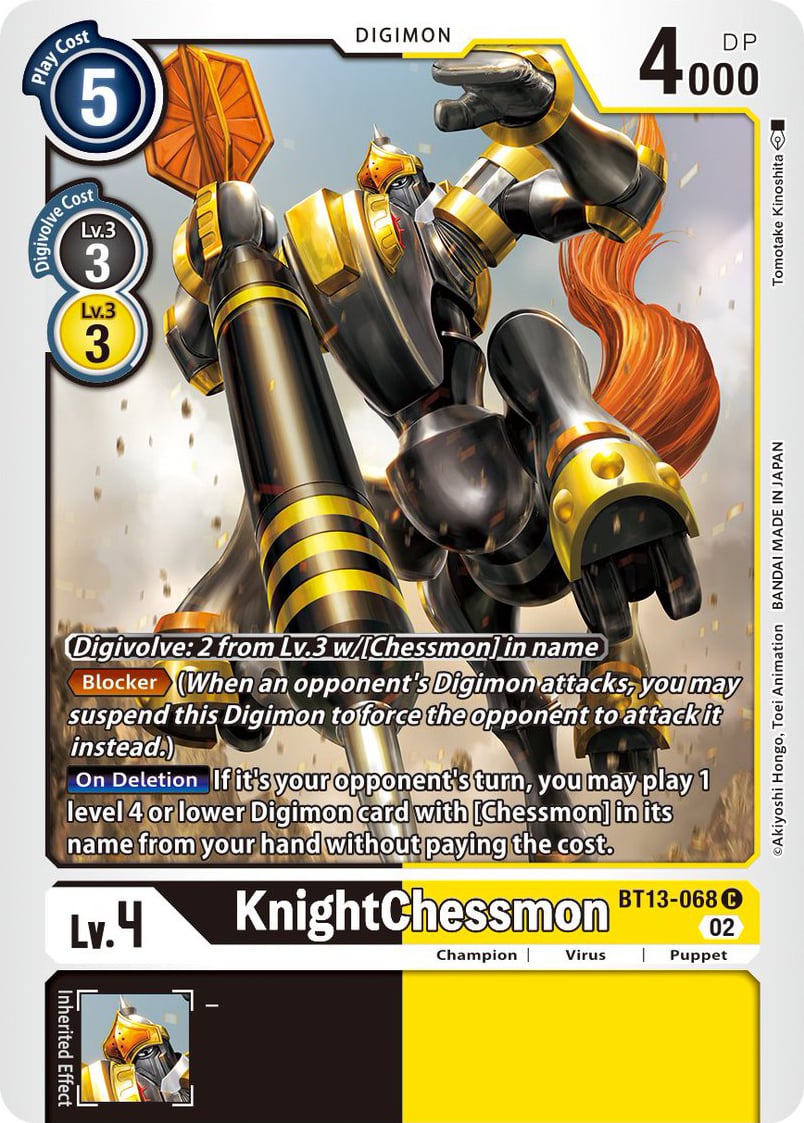 DIGIMON
Play Cost
5
DP
4000
Digivolve Cost
Lv.3
3
Lv.3
3
Tomotake Kinoshita
©Akiyoshi Hongo, Toei Animation BANDAI MADE IN JAPAN
Digivolve: 2 from Lv.3 w/[Chessmon] in name
Blocker (When an opponent's Digimon attacks, you may
suspend this Digimon to force the opponent to attack it
instead.)
On Deletion If it's your opponent's turn, you may play 1
level 4 or lower Digimon card with [Chessmon] in its
name from your hand without paying the cost.
Lv.4
KnightChessmon
BT13-068 C
02
Champion | Virus | Puppet
Inherited Effect
–